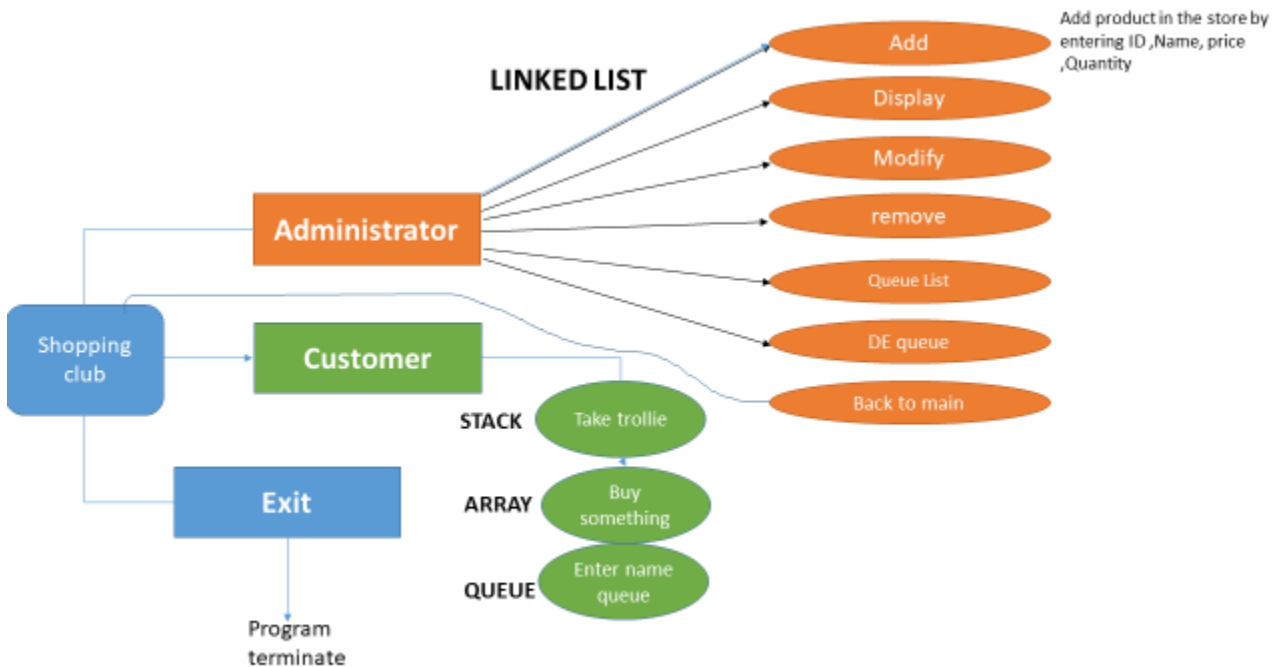 Add product in the store by
entering ID ,Name, price
,Quantity
Add
LINKED LIST
Display
Modify
remove
Administrator
Queue List
DE queue
Back to main
Shopping
club
Customer
STACK
Take trollie
ARRAY
Buy
something
QUEUE
Enter name
queue
Exit
Program
terminate